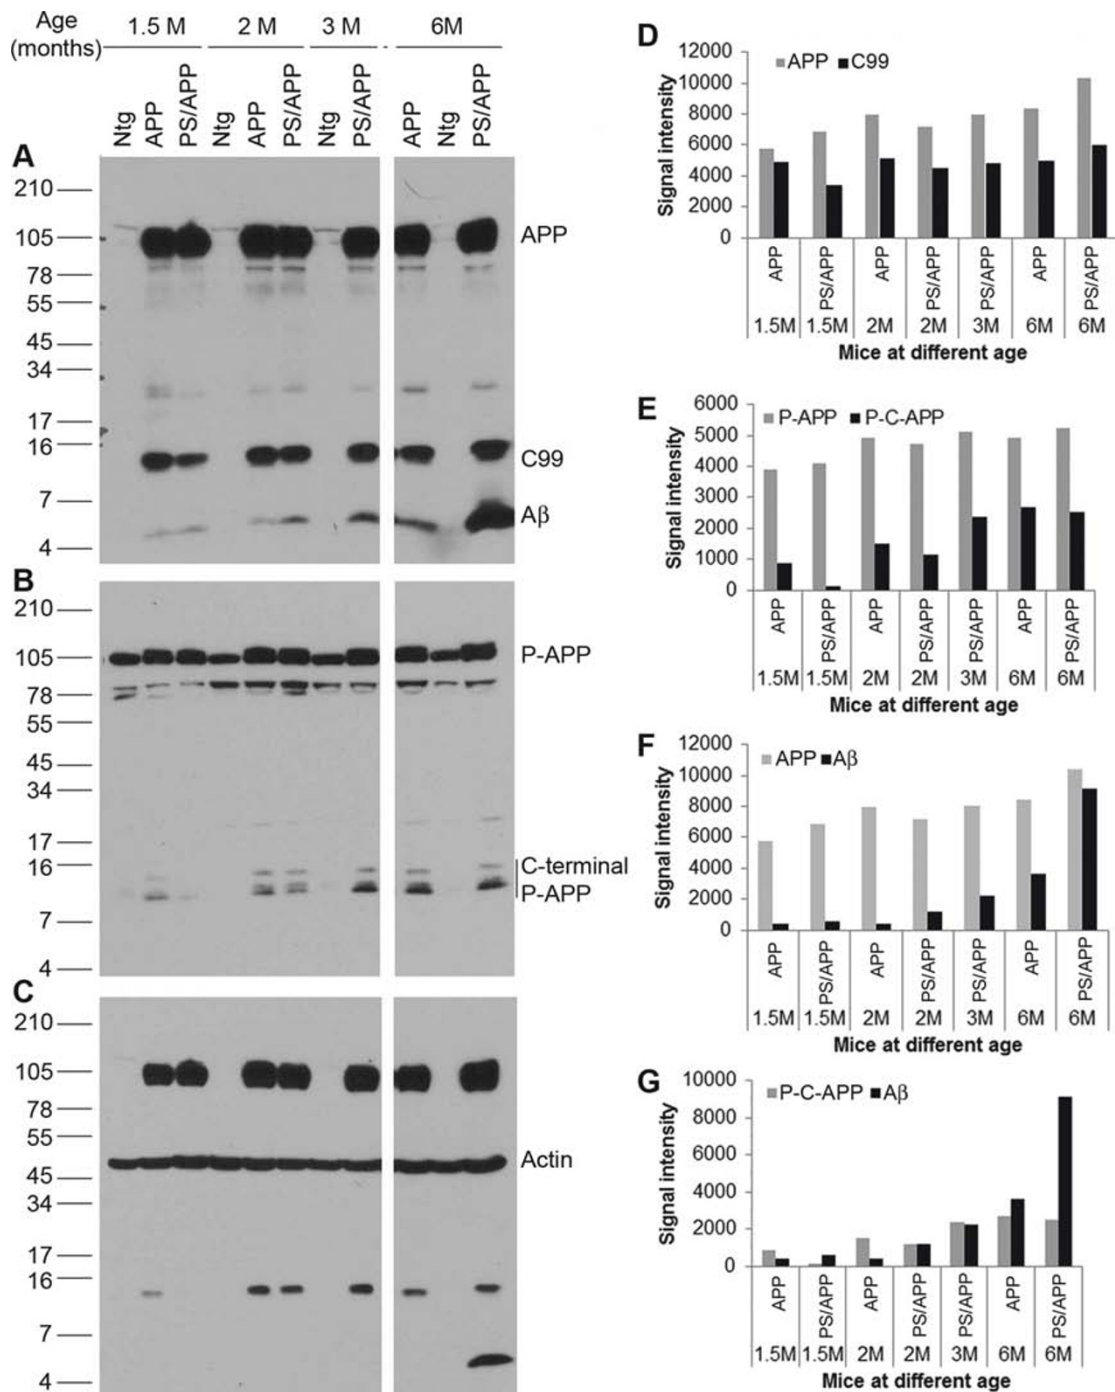 Age
(months)
1.5 M 2 M 3 M 6M
Ntg APP PS/APP Ntg APP PS/APP Ntg PS/APP APP Ntg PS/APP
A
210
105
78
55
45
34
17
16
7
4
APP
C99
Aβ
B
210
105
78
55
45
34
17
16
7
4
P-APP
C-terminal
P-APP
C
210
105
78
55
45
34
17
16
7
4
Actin
D
APP C99
Signal intensity
12000
10000
8000
6000
4000
2000
0
APP PS/APP APP PS/APP PS/APP APP PS/APP
1.5M 1.5M 2M 2M 3M 6M 6M
Mice at different age
E
P-APP P-C-APP
Signal intensity
6000
5000
4000
3000
2000
1000
0
APP PS/APP APP PS/APP PS/APP APP PS/APP
1.5M 1.5M 2M 2M 3M 6M 6M
Mice at different age
F
APP Aβ
Signal intensity
12000
10000
8000
6000
4000
2000
0
APP PS/APP APP PS/APP PS/APP APP PS/APP
1.5M 1.5M 2M 2M 3M 6M 6M
Mice at different age
G
P-C-APP Aβ
Signal intensity
10000
8000
6000
4000
2000
0
APP PS/APP APP PS/APP PS/APP APP PS/APP
1.5M 1.5M 2M 2M 3M 6M 6M
Mice at different age